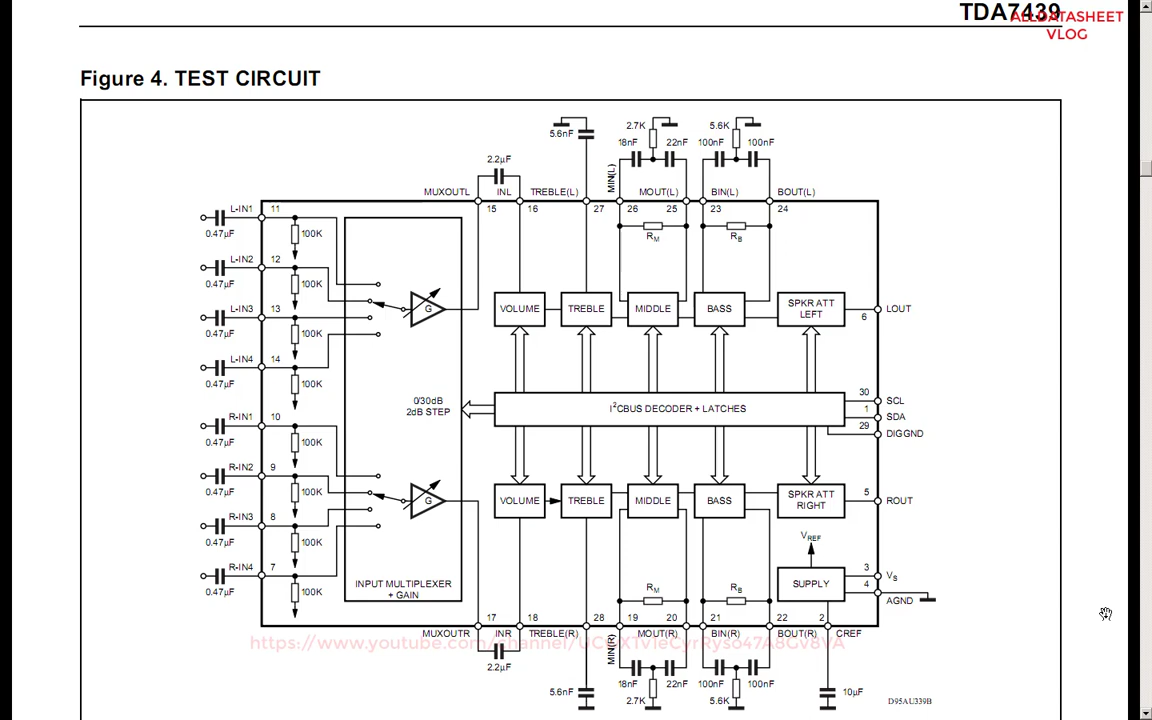 TDA7439
ALLDATASHEET
VLOG
Figure 4. TEST CIRCUIT
5.6nF
2.7K
18nF
22nF
5.6K
100nF
100nF
2.2μF
MUXOUTL
INL
TREBLE(L)
MIN(L)
MOUT(L)
BIN(L)
BOUT(L)
15
16
27
26
25
23
24
L-IN1
11
0.47μF
100K
L-IN2
12
0.47μF
100K
L-IN3
13
0.47μF
100K
L-IN4
14
0.47μF
100K
R-IN1
10
0.47μF
100K
R-IN2
9
0.47μF
100K
R-IN3
8
0.47μF
100K
R-IN4
7
0.47μF
100K
G
G
0/30dB
2dB STEP
INPUT MULTIPLEXER
+ GAIN
RM
RB
VOLUME
TREBLE
MIDDLE
BASS
SPKR ATT
LEFT
6
LOUT
I2CBUS DECODER + LATCHES
30
SCL
1
SDA
29
DIGGND
VOLUME
TREBLE
MIDDLE
BASS
SPKR ATT
RIGHT
5
ROUT
VREF
SUPPLY
3
VS
4
AGND
RM
RB
17
18
28
19
20
21
22
2
MUXOUTR
INR
TREBLE(R)
MIN(R)
MOUT(R)
BIN(R)
BOUT(R)
CREF
2.2μF
5.6nF
18nF
22nF
2.7K
100nF
100nF
5.6K
10μF
D95AU339B